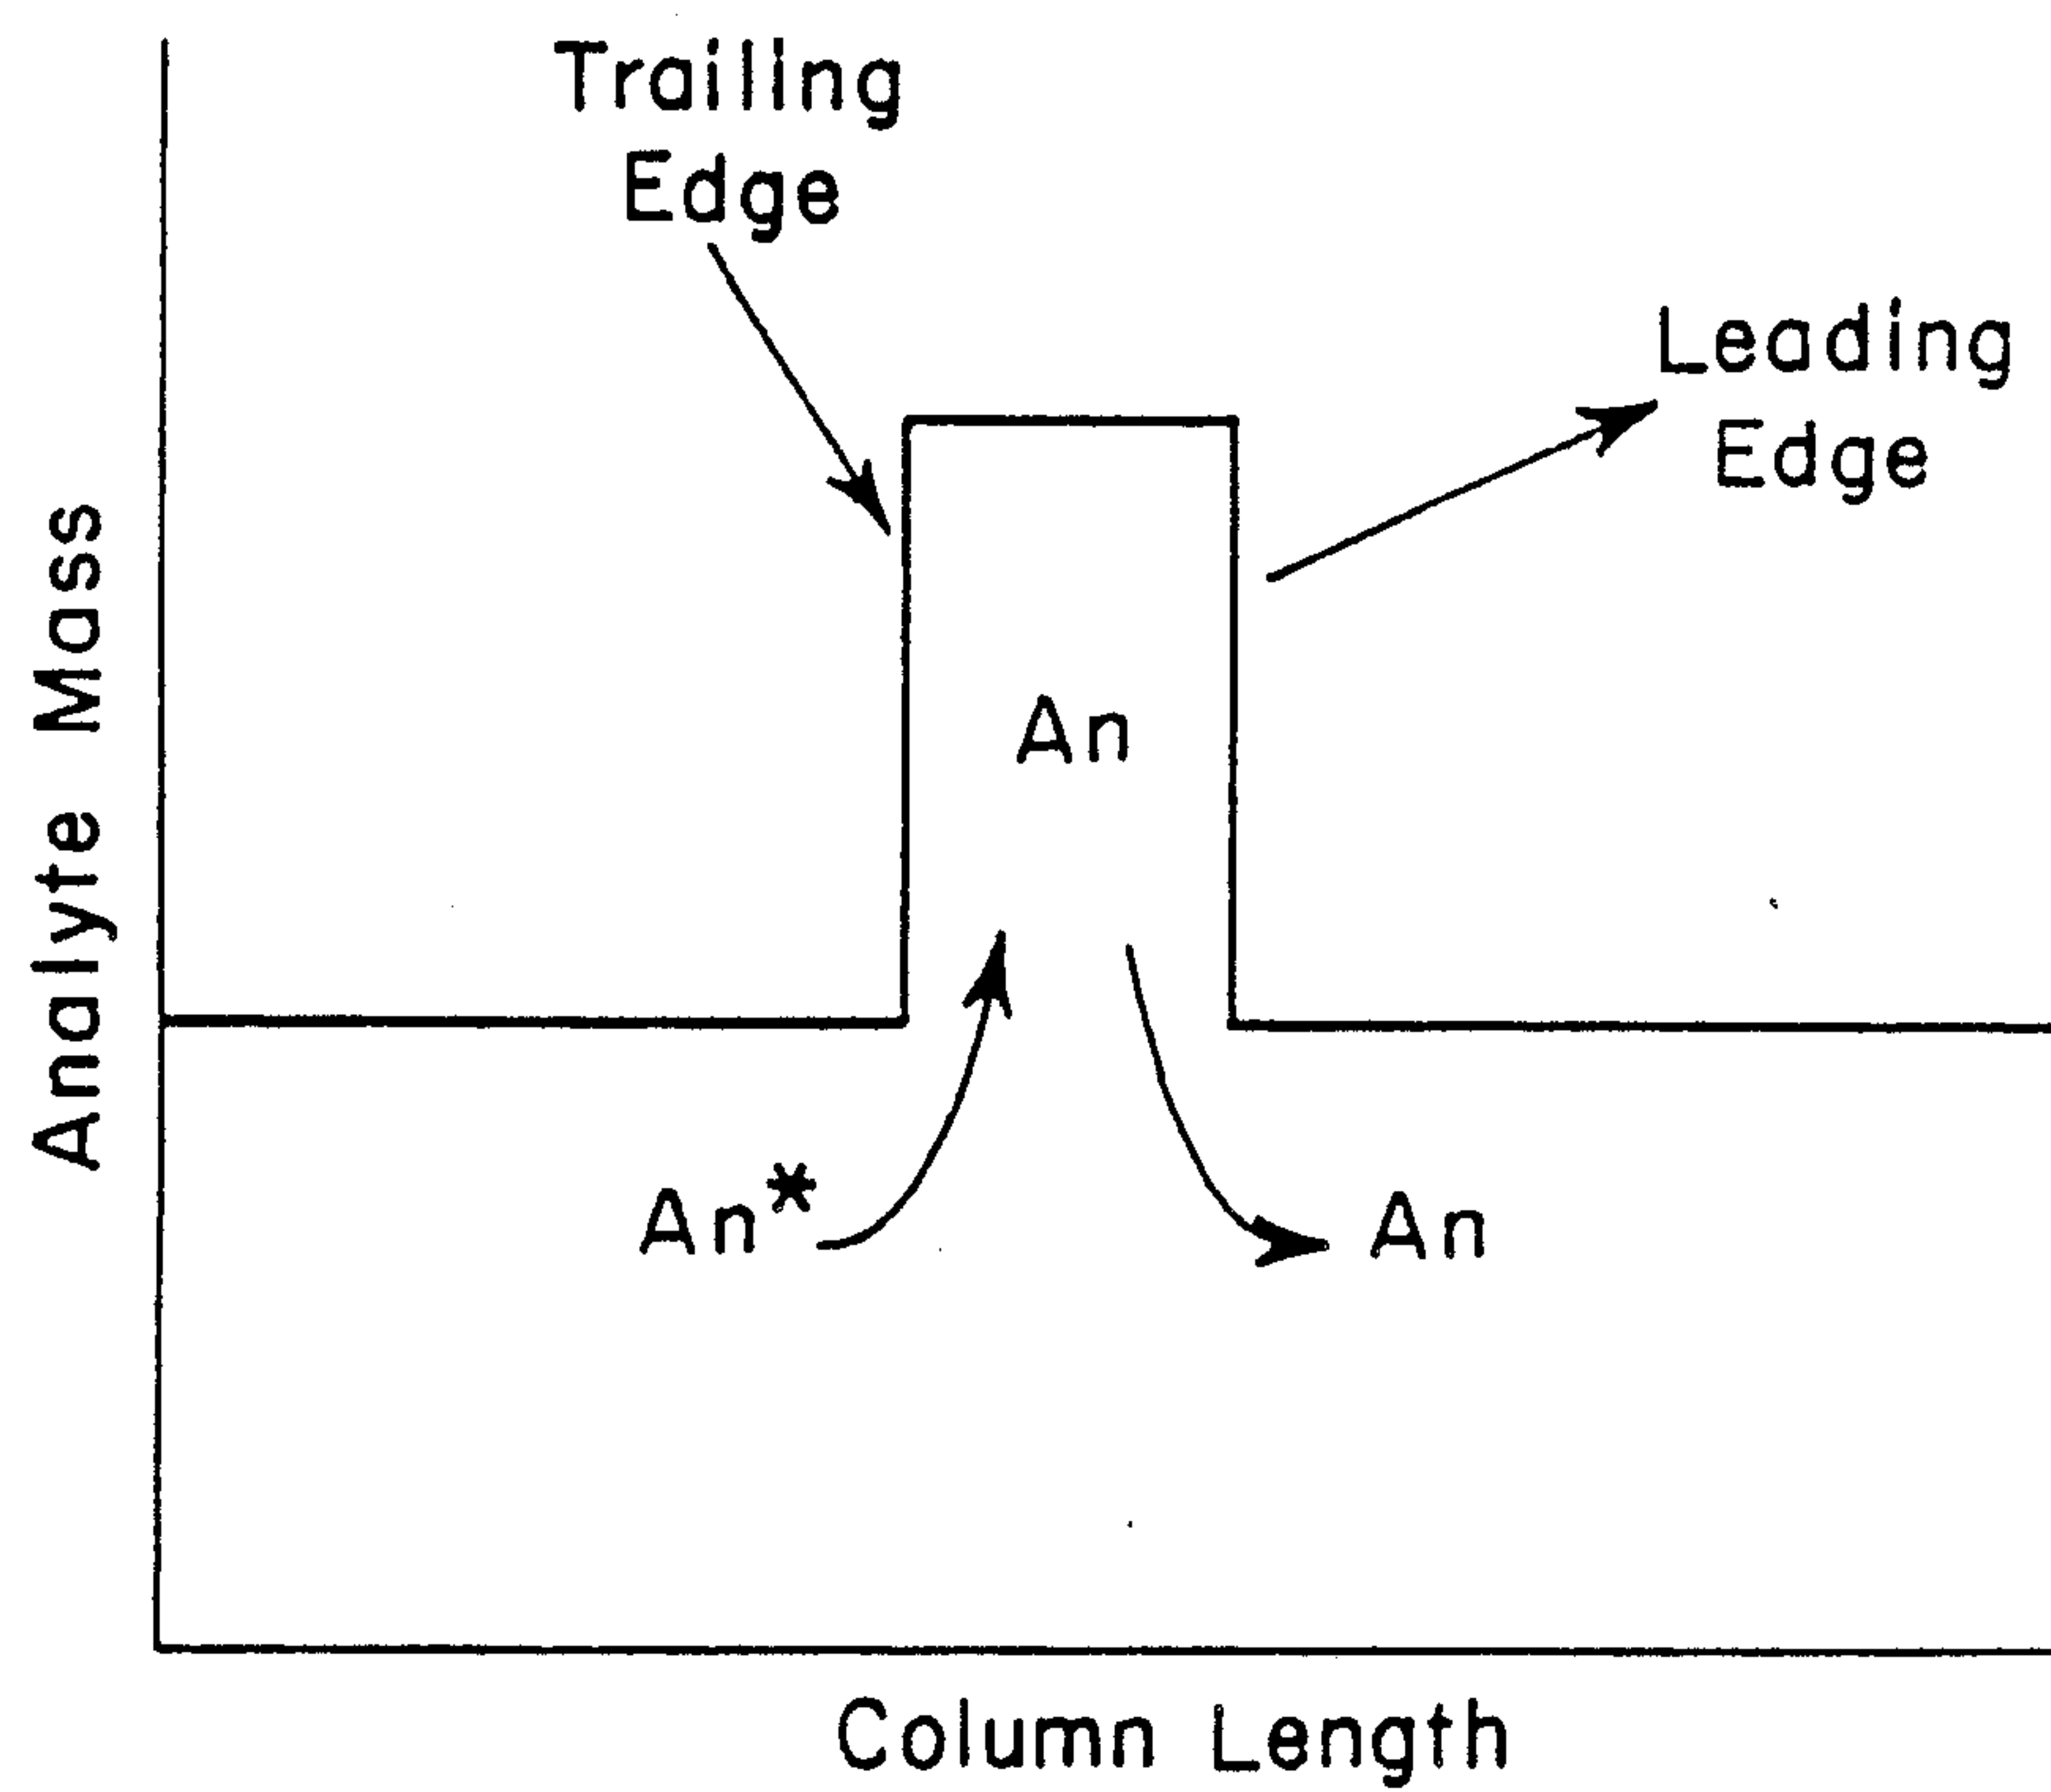 Trailing
Edge
Leading
Edge
An
Analyte Mass
An*
An
Column Length